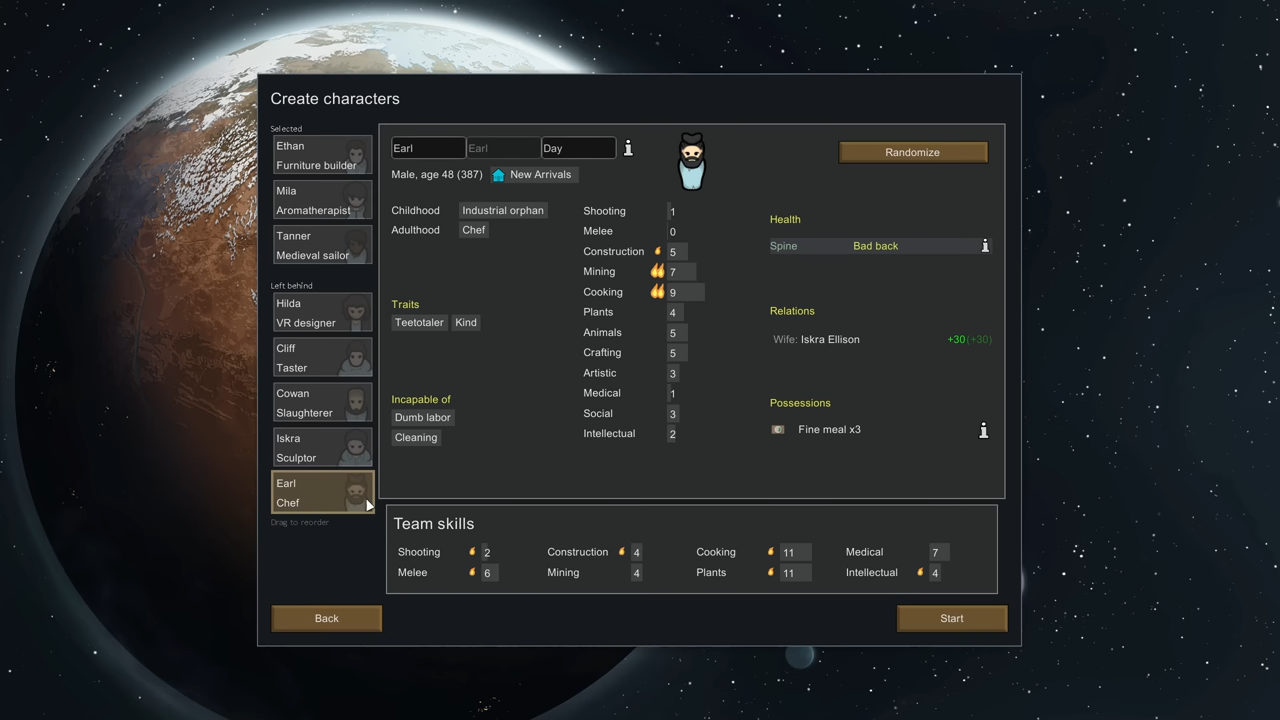 Create characters
Selected
Ethan
Furniture builder
Mila
Aromatherapist
Tanner
Medieval sailor
Left behind
Hilda
VR designer
Cliff
Taster
Cowan
Slaughterer
Iskra
Sculptor
Earl
Chef
Drag to reorder
Earl Earl Day
Male, age 48 (387) New Arrivals
Childhood Industrial orphan
Adulthood Chef
Traits
Teetotaler Kind
Incapable of
Dumb labor
Cleaning
Shooting 1
Melee 0
Construction 5
Mining 7
Cooking 9
Plants 4
Animals 5
Crafting 5
Artistic 3
Medical 1
Social 3
Intellectual 2
Randomize
Health
Spine Bad back
Relations
Wife: Iskra Ellison +30(+30)
Possessions
Fine meal x3
Team skills
Shooting 2 Construction 4 Cooking 11 Medical 7
Melee 6 Mining 4 Plants 11 Intellectual 4
Back
Start